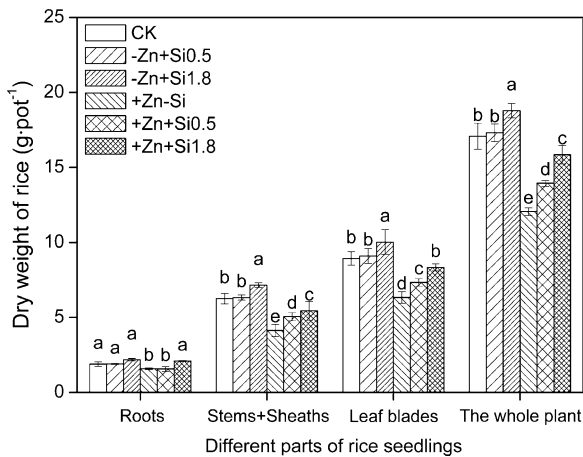 25
20
15
10
5
0
Dry weight of rice (g·pot⁻¹)
CK
-Zn+Si0.5
-Zn+Si1.8
+Zn-Si
+Zn+Si0.5
+Zn+Si1.8
a a a b b a
b b a e d c
b b a d c b
b b a e d c
Roots Stems+Sheaths Leaf blades The whole plant
Different parts of rice seedlings